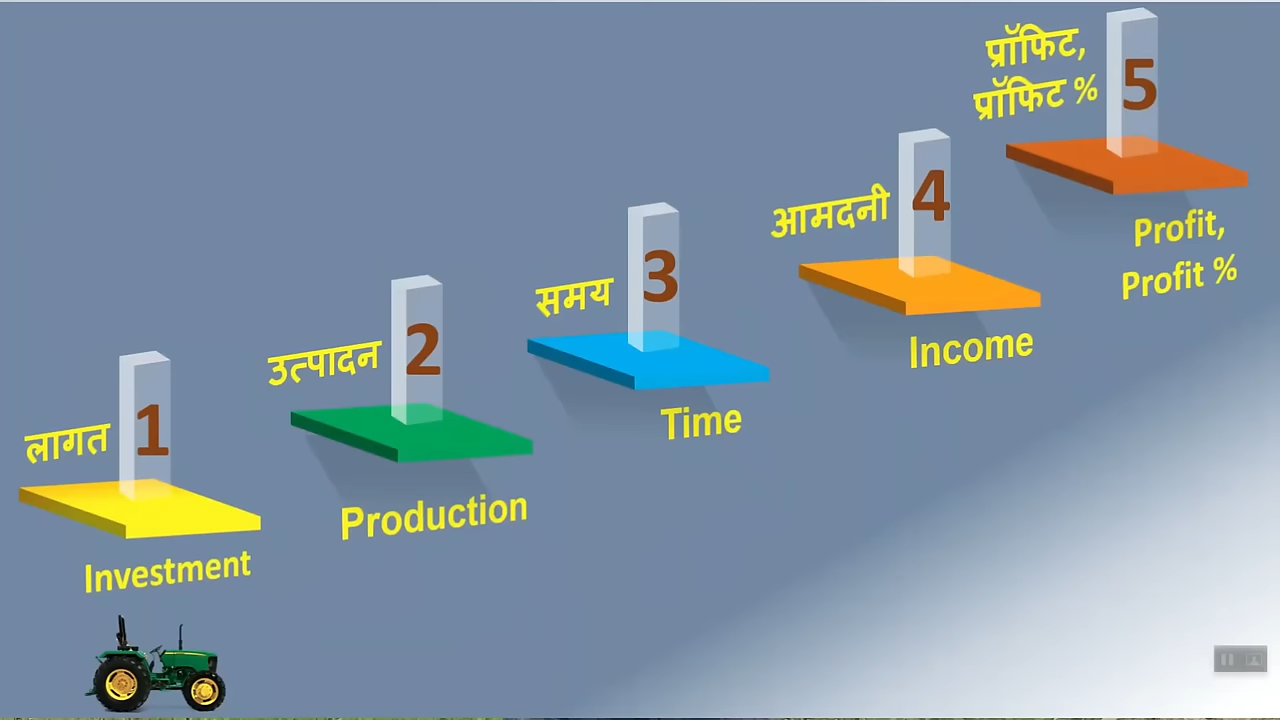 लागत
1
Investment
उत्पादन
2
Production
समय
3
Time
आमदनी
4
Income
प्रॉफिट,
प्रॉफिट %
5
Profit,
Profit %